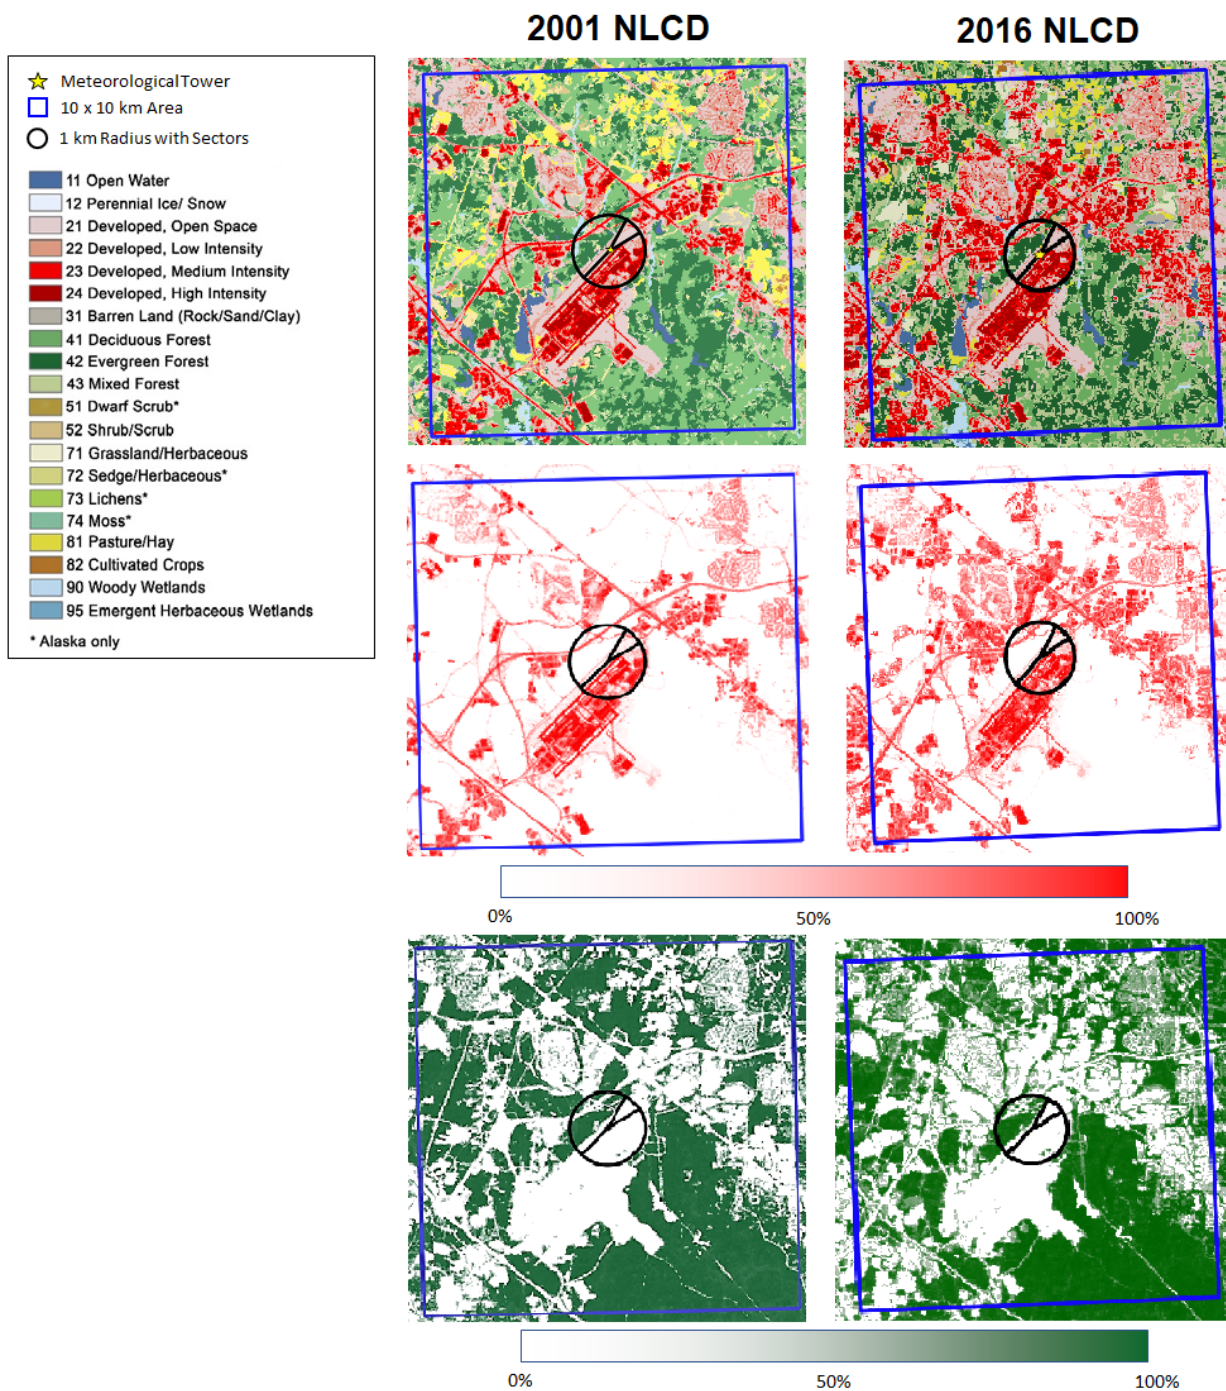 2001 NLCD
2016 NLCD
Meteorological Tower
10 x 10 km Area
1 km Radius with Sectors
11 Open Water
12 Perennial Ice/ Snow
21 Developed, Open Space
22 Developed, Low Intensity
23 Developed, Medium Intensity
24 Developed, High Intensity
31 Barren Land (Rock/Sand/Clay)
41 Deciduous Forest
42 Evergreen Forest
43 Mixed Forest
51 Dwarf Scrub*
52 Shrub/Scrub
71 Grassland/Herbaceous
72 Sedge/Herbaceous*
73 Lichens*
74 Moss*
81 Pasture/Hay
82 Cultivated Crops
90 Woody Wetlands
95 Emergent Herbaceous Wetlands
* Alaska only
0% 50% 100%
0% 50% 100%